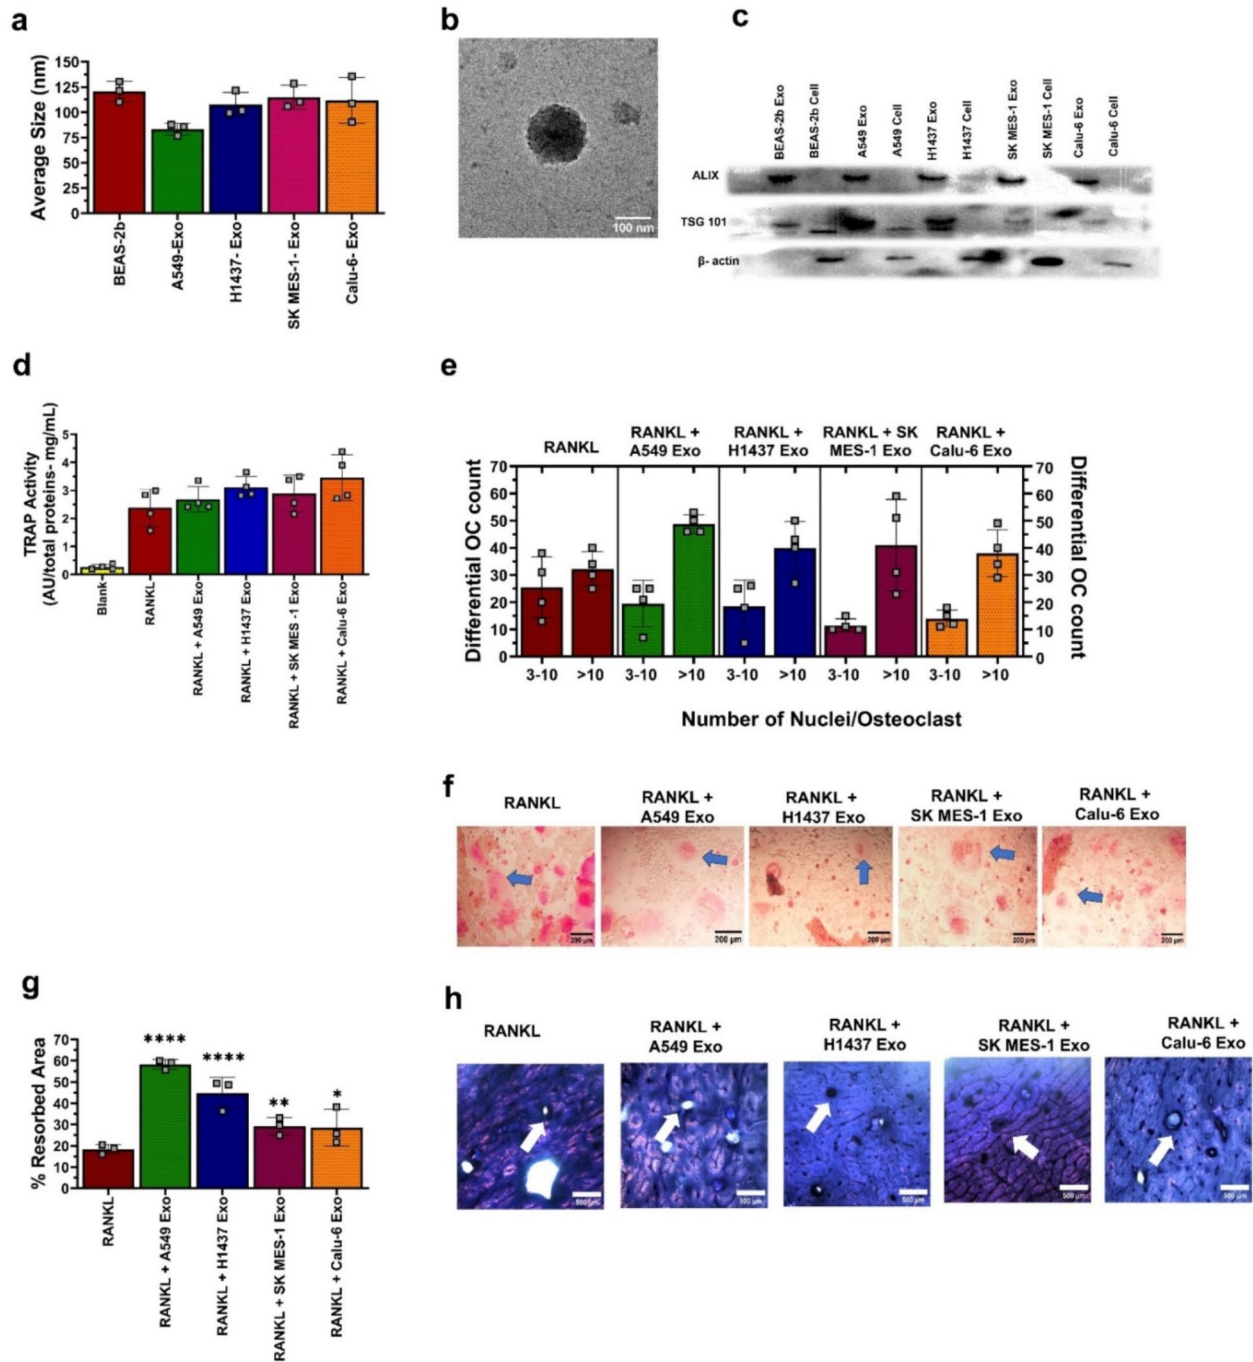 a
Average Size (nm)
150
125
100
75
50
25
0
BEAS-2b
A549-Exo
H1437- Exo
SK MES-1- Exo
Calu-6- Exo
b
100 nm
c
BEAS-2b Exo
BEAS-2b Cell
A549 Exo
A549 Cell
H1437 Exo
H1437 Cell
SK MES-1 Exo
SK MES-1 Cell
Calu-6 Exo
Calu-6 Cell
ALIX
TSG 101
β- actin
d
TRAP Activity
(AU/total proteins- mg/mL)
5
4
3
2
1
0
Blank
RANKL
RANKL + A549 Exo
RANKL + H1437 Exo
RANKL + SK MES -1 Exo
RANKL + Calu-6 Exo
e
RANKL
RANKL +
A549 Exo
RANKL +
H1437 Exo
RANKL + SK
MES-1 Exo
RANKL +
Calu-6 Exo
Differential OC count
70
60
50
40
30
20
10
0
70
60
50
40
30
20
10
0
Differential OC count
3-10 >10 3-10 >10 3-10 >10 3-10 >10 3-10 >10
Number of Nuclei/Osteoclast
f
RANKL
RANKL +
A549 Exo
RANKL +
H1437 Exo
RANKL +
SK MES-1 Exo
RANKL +
Calu-6 Exo
200 µm
200 µm
200 µm
200 µm
200 µm
g
% Resorbed Area
70
60
50
40
30
20
10
0
****
****
**
*
RANKL
RANKL + A549 Exo
RANKL + H1437 Exo
RANKL + SK MES-1 Exo
RANKL + Calu-6 Exo
h
RANKL
RANKL +
A549 Exo
RANKL +
H1437 Exo
RANKL +
SK MES-1 Exo
RANKL +
Calu-6 Exo
500 µm
500 µm
500 µm
500 µm
500 µm